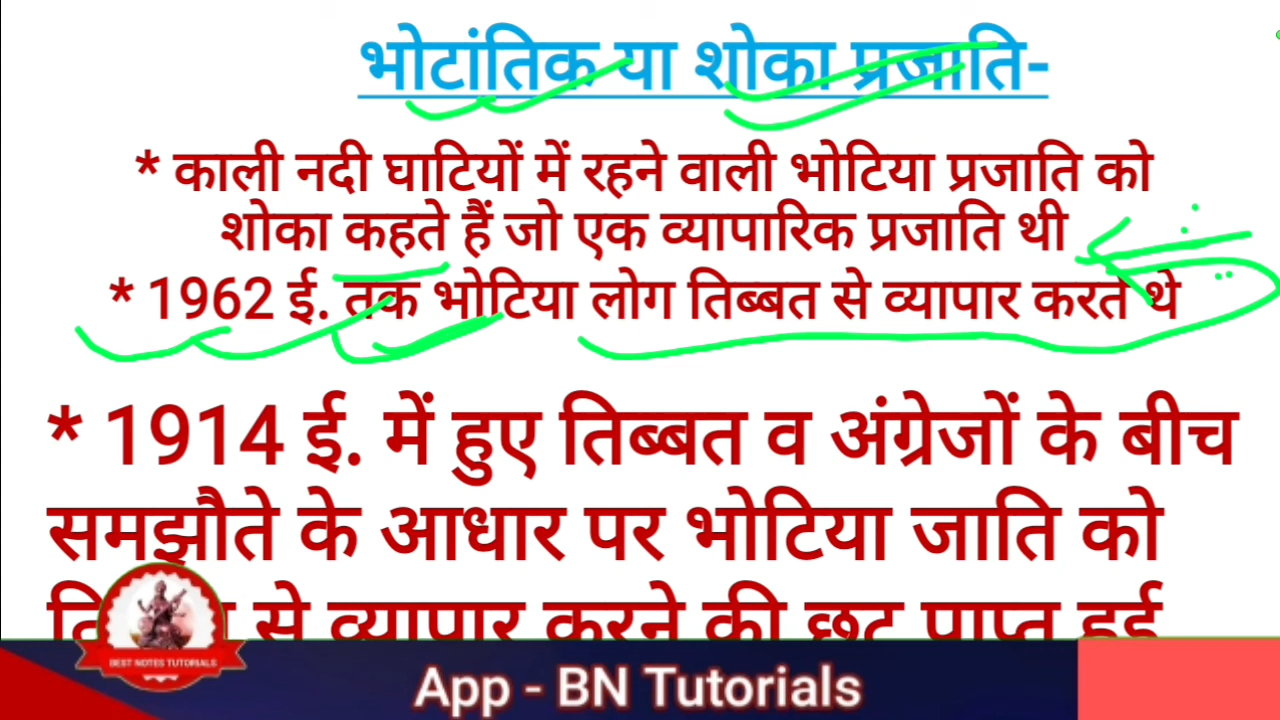 भोटांतिक या शोका प्रजाति-
* काली नदी घाटियों में रहने वाली भोटिया प्रजाति को
शोका कहते हैं जो एक व्यापारिक प्रजाति थी
* 1962 ई. तक भोटिया लोग तिब्बत से व्यापार करते थे
* 1914 ई. में हुए तिब्बत व अंग्रेजों के बीच
समझौते के आधार पर भोटिया जाति को
से व्यापार करने की छूट प्राप्त हुई
BEST NOTES TUTORIALS
App - BN Tutorials